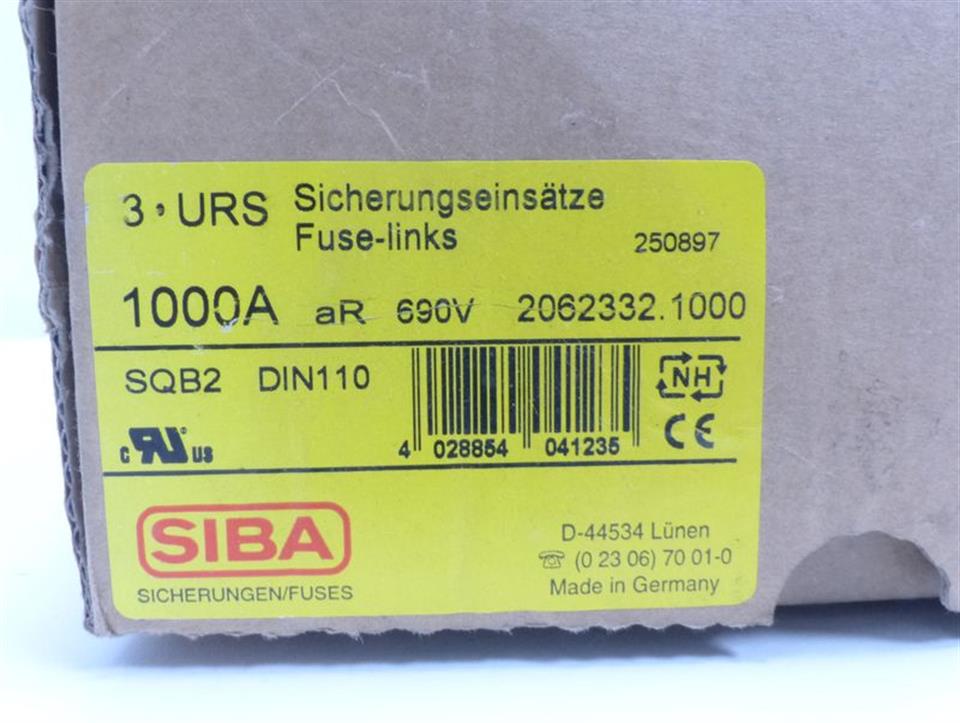 3 • URS Sicherungseinsätze
Fuse-links 250897
1000A aR 690V 2062332.1000
SQB2 DIN110
NH
4 028854 041235
CE
c RU ® US
SIBA
SICHERUNGEN/FUSES
D-44534 Lünen
☏ (0 23 06) 70 01-0
Made in Germany